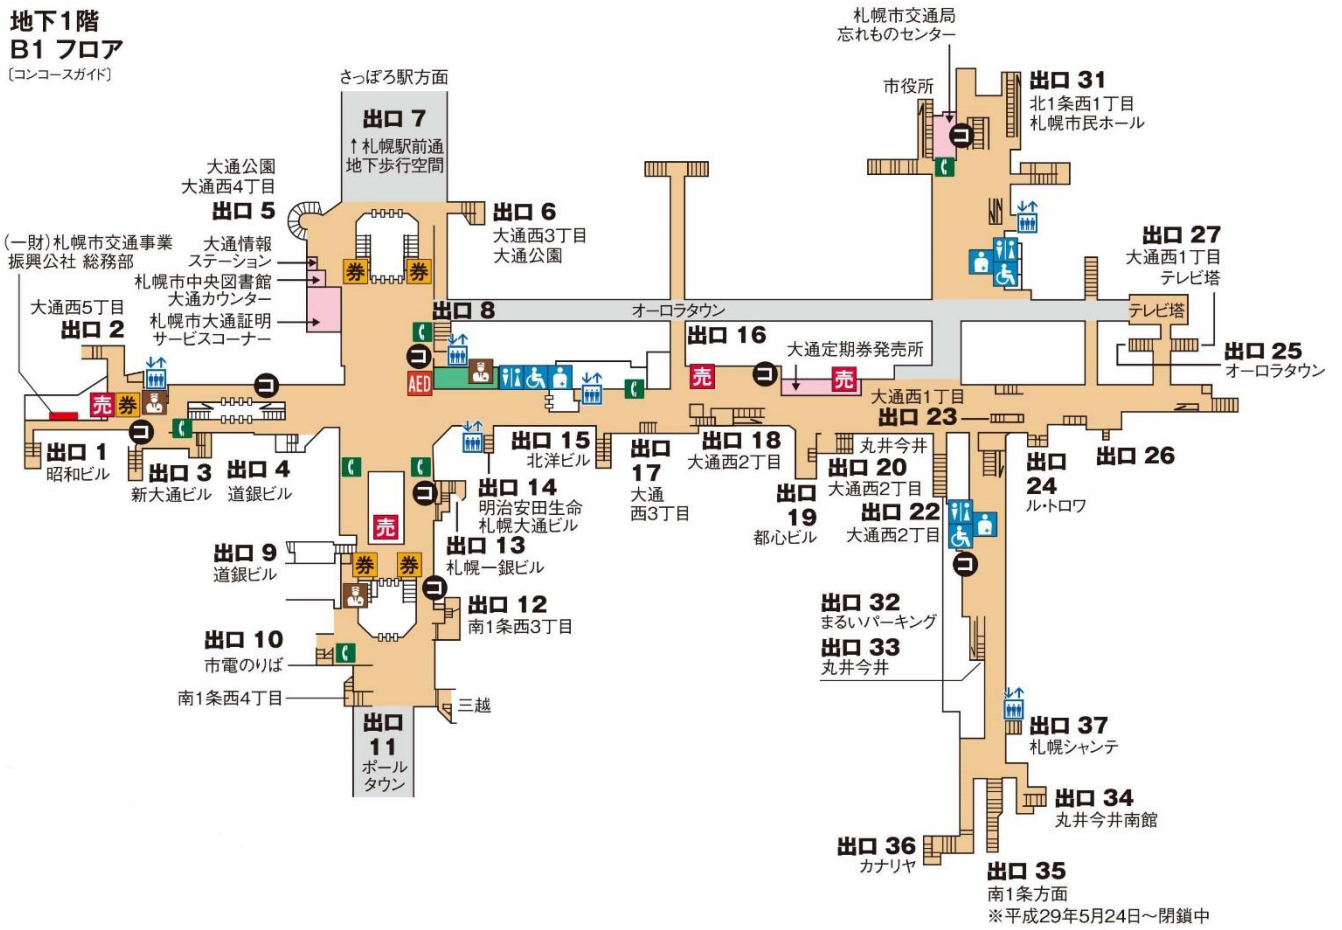 地下1階
B1 フロア
〔コンコースガイド〕
さっぽろ駅方面
出口 7
↑札幌駅前通
地下歩行空間
札幌市交通局
忘れものセンター
市役所
出口 31
北1条西1丁目
札幌市民ホール
大通公園
大通西4丁目
出口 5
出口 6
大通西3丁目
大通公園
(一財)札幌市交通事業
振興公社 総務部
大通情報
ステーション
札幌市中央図書館
大通カウンター
札幌市大通証明
サービスコーナー
券
券
出口 27
大通西1丁目
テレビ塔
大通西5丁目
出口 2
出口 8
オーロラタウン
テレビ塔
出口 16
大通定期券発売所
出口 25
オーロラタウン
コ
コ
コ
コ
AED
売
売
売
券
大通西1丁目
出口 23
コ
出口 1
昭和ビル
出口 3
新大通ビル
出口 4
道銀ビル
出口 15
北洋ビル
出口
17
大通
西3丁目
出口 18
大通西2丁目
丸井今井
出口 20
大通西2丁目
出口
19
都心ビル
出口 22
大通西2丁目
出口
24
ル・トロワ
出口 26
出口 14
明治安田生命
札幌大通ビル
コ
売
出口 13
札幌一銀ビル
出口 9
道銀ビル
券
券
コ
コ
出口 12
南1条西3丁目
出口 32
まるいパーキング
出口 33
丸井今井
出口 10
市電のりば
南1条西4丁目
三越
出口
11
ポール
タウン
出口 37
札幌シャンテ
出口 34
丸井今井南館
出口 36
カナリヤ
出口 35
南1条方面
※平成29年5月24日〜閉鎖中